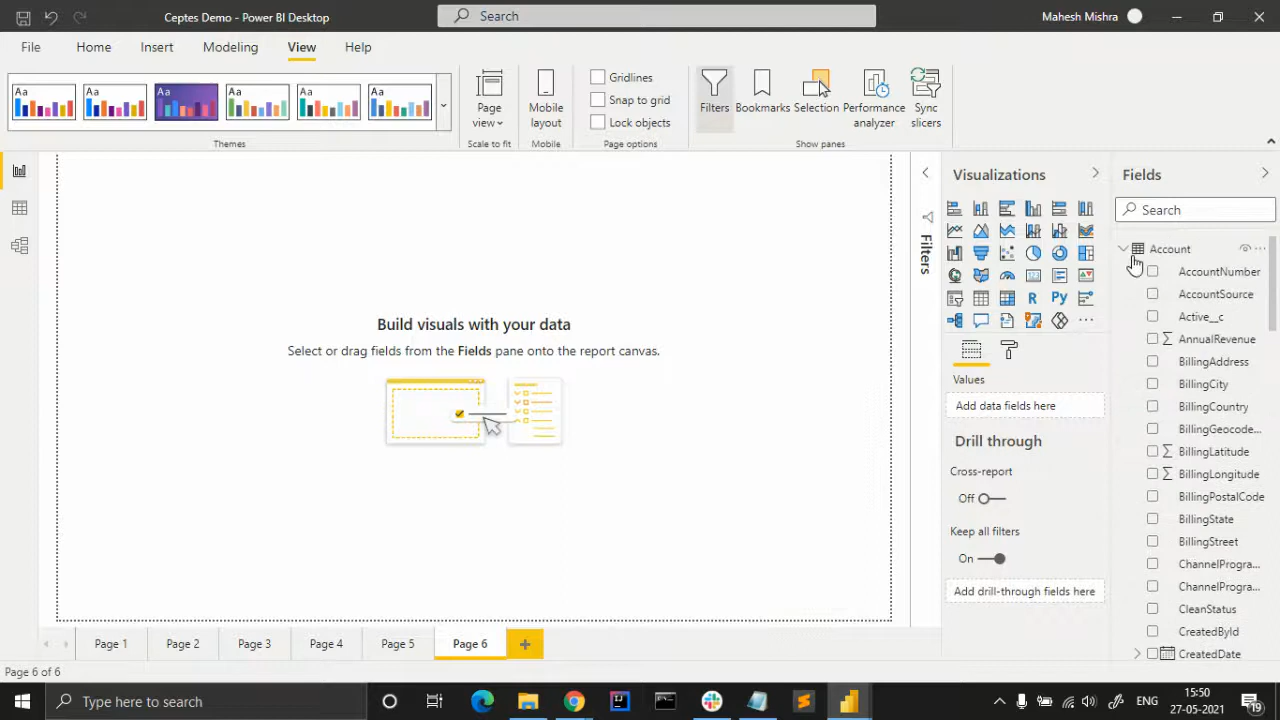 Ceptes Demo - Power BI Desktop
Search
Mahesh Mishra
File
Home
Insert
Modeling
View
Help
Aa
Aa
Aa
Aa
Aa
Aa
Themes
Page view
Scale to fit
Mobile layout
Mobile
Gridlines
Snap to grid
Lock objects
Page options
Filters
Bookmarks
Selection
Performance analyzer
Sync slicers
Show panes
Build visuals with your data
Select or drag fields from the Fields pane onto the report canvas.
Filters
Visualizations
R
Py
Values
Add data fields here
Drill through
Cross-report
Off
Keep all filters
On
Add drill-through fields here
Fields
Search
Account
AccountNumber
AccountSource
Active__c
Σ AnnualRevenue
BillingAddress
BillingCity
BillingCountry
BillingGeocode...
Σ BillingLatitude
Σ BillingLongitude
BillingPostalCode
BillingState
BillingStreet
ChannelProgra...
ChannelProgra...
CleanStatus
CreatedById
CreatedDate
Page 1
Page 2
Page 3
Page 4
Page 5
Page 6
+
Page 6 of 6
Type here to search
ENG
15:50
27-05-2021
19